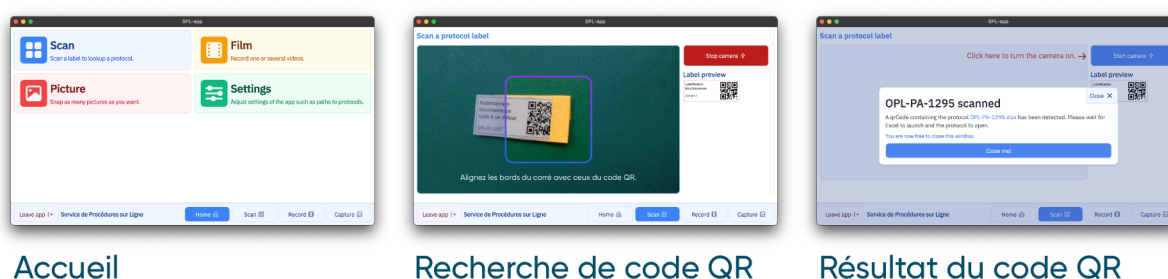 SPL-app
Scan
Scan a label to lookup a protocol.
Film
Record one or several videos.
Picture
Snap as many pictures as you want.
Settings
Adjust settings of the app such as paths to protocols.
Leave app
Service de Procédures sur Ligne
Home
Scan
Record
Capture
Accueil
SPL-app
Scan a protocol label
Stop camera
Label preview
Alignez les bords du carré avec ceux du code QR.
Leave app
Service de Procédures sur Ligne
Home
Scan
Record
Capture
Recherche de code QR
SPL-app
Scan a protocol label
Click here to turn the camera on. →
Start camera
Label preview
Close X
OPL-PA-1295 scanned
A qrCode containing the protocol OPL-PA-1295.xlsx has been detected. Please wait for
Excel to launch and the protocol to open.
You are now free to close this window.
Close me!
Leave app
Service de Procédures sur Ligne
Home
Scan
Record
Capture
Résultat du code QR